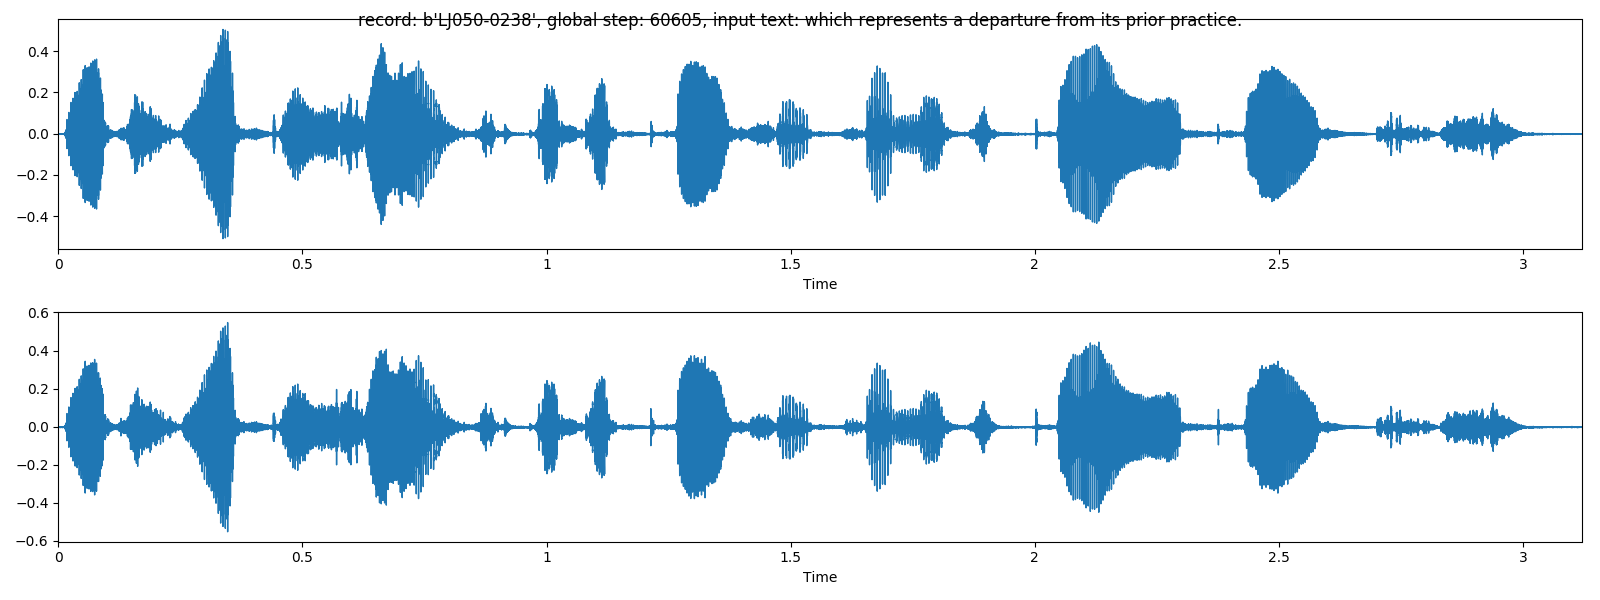 record: b'LJ050-0238', global step: 60605, input text: which represents a departure from its prior practice.
0.4
0.2
0.0
−0.2
−0.4
0 0.5 1 1.5 2 2.5 3
Time
0.6
0.4
0.2
0.0
−0.2
−0.4
−0.6
0 0.5 1 1.5 2 2.5 3
Time